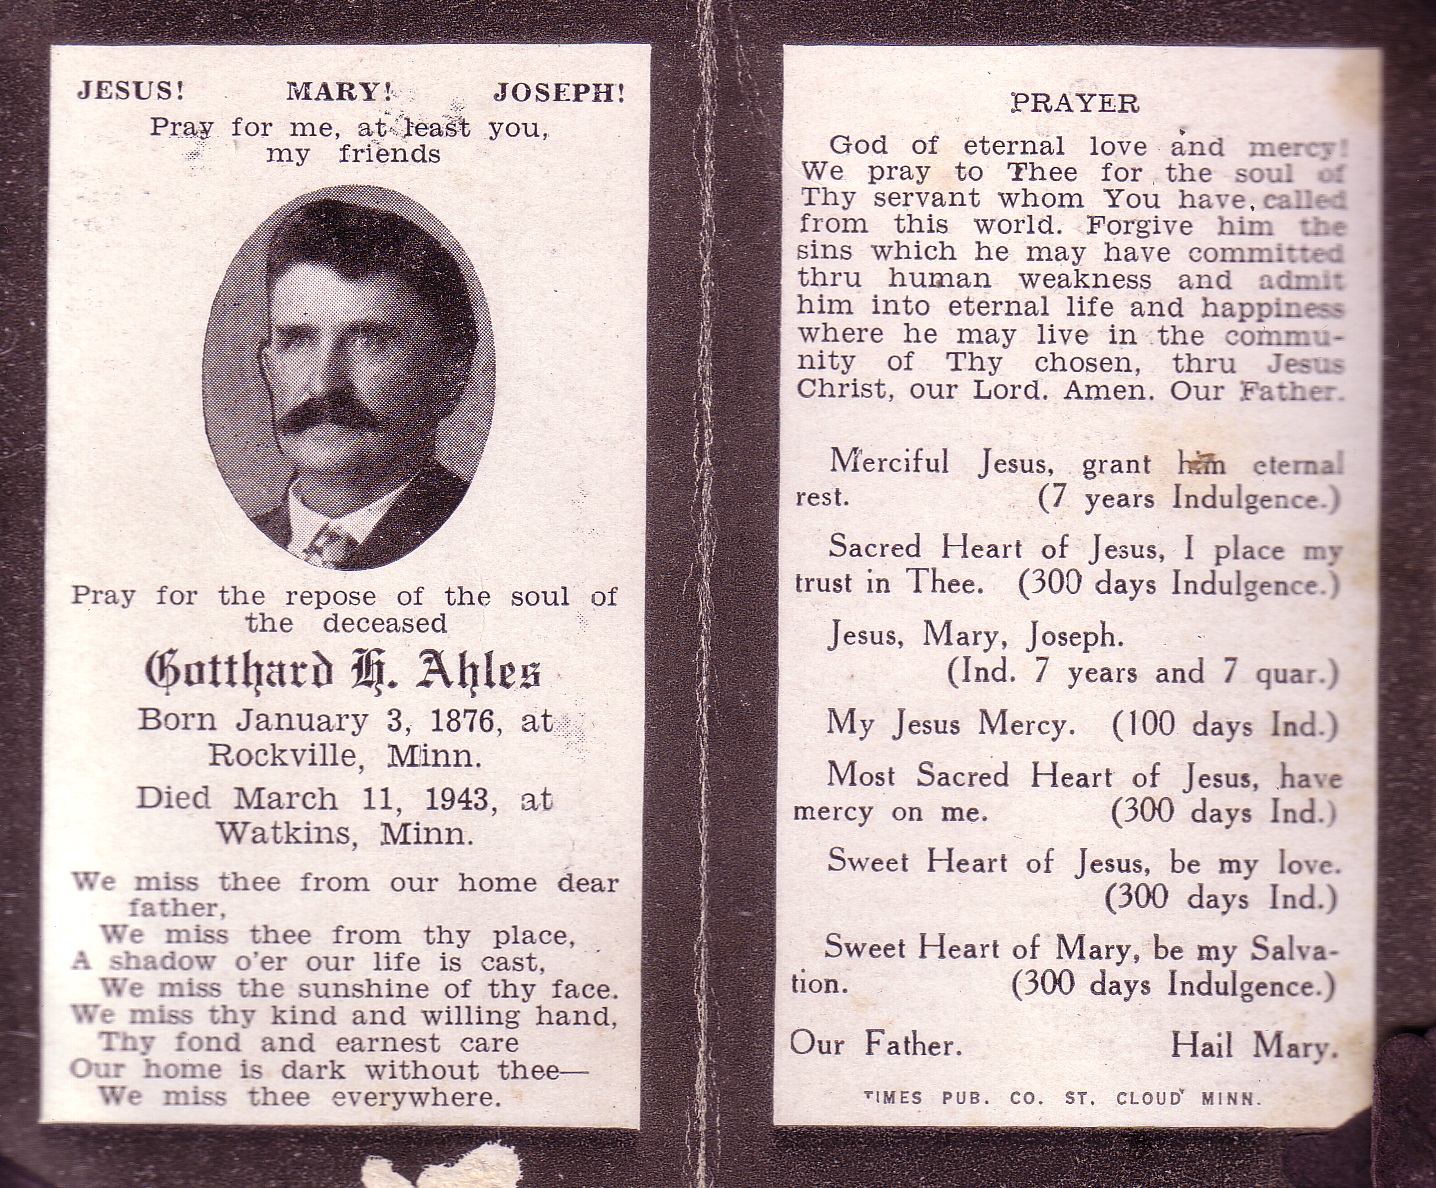 JESUS! MARY! JOSEPH!
Pray for me, at least you,
my friends
Pray for the repose of the soul of
the deceased
Gotthard H. Ahles
Born January 3, 1876, at
Rockville, Minn.
Died March 11, 1943, at
Watkins, Minn.
We miss thee from our home dear
father,
We miss thee from thy place,
A shadow o'er our life is cast,
We miss the sunshine of thy face.
We miss thy kind and willing hand,
Thy fond and earnest care
Our home is dark without thee—
We miss thee everywhere.
PRAYER
God of eternal love and mercy!
We pray to Thee for the soul of
Thy servant whom You have called
from this world. Forgive him the
sins which he may have committed
thru human weakness and admit
him into eternal life and happiness
where he may live in the commu-
nity of Thy chosen, thru Jesus
Christ, our Lord. Amen. Our Father.
Merciful Jesus, grant him eternal
rest. (7 years Indulgence.)
Sacred Heart of Jesus, I place my
trust in Thee. (300 days Indulgence.)
Jesus, Mary, Joseph.
(Ind. 7 years and 7 quar.)
My Jesus Mercy. (100 days Ind.)
Most Sacred Heart of Jesus, have
mercy on me. (300 days Ind.)
Sweet Heart of Jesus, be my love.
(300 days Ind.)
Sweet Heart of Mary, be my Salva-
tion. (300 days Indulgence.)
Our Father. Hail Mary.
TIMES PUB. CO. ST. CLOUD MINN.